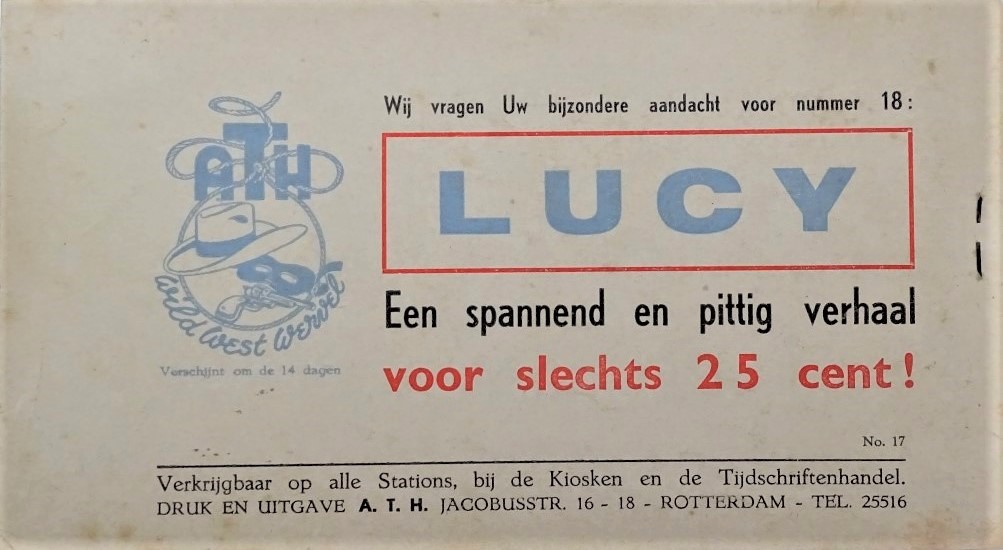 Wij vragen Uw bijzondere aandacht voor nummer 18:
LUCY
Een spannend en pittig verhaal
voor slechts 25 cent!
ATH
Wild West Wervel
Verschijnt om de 14 dagen
No. 17
Verkrijgbaar op alle Stations, bij de Kiosken en de Tijdschriftenhandel.
DRUK EN UITGAVE A. T. H. JACOBUSSTR. 16 - 18 - ROTTERDAM - TEL. 25516